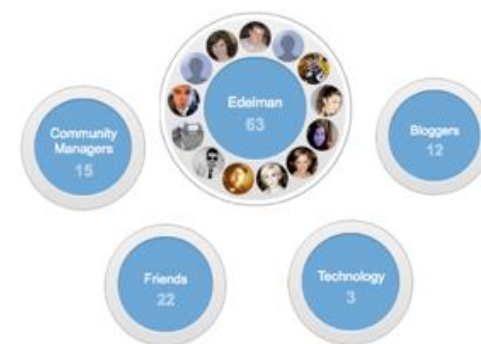 Edelman
63
Community
Managers
15
Bloggers
12
Friends
22
Technology
3